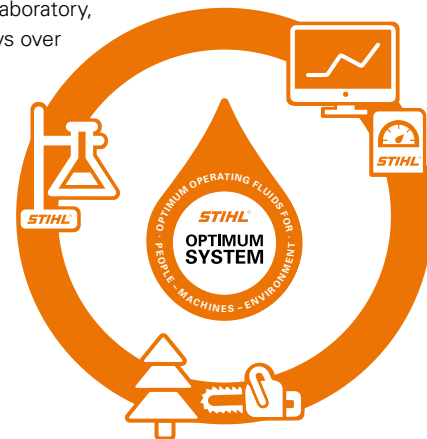 aboratory,
ys over
STIHL
STIHL
· OPTIMUM OPERATING FLUIDS FOR ·
STIHL
OPTIMUM
SYSTEM
PEOPLE – MACHINES – ENVIRONMENT